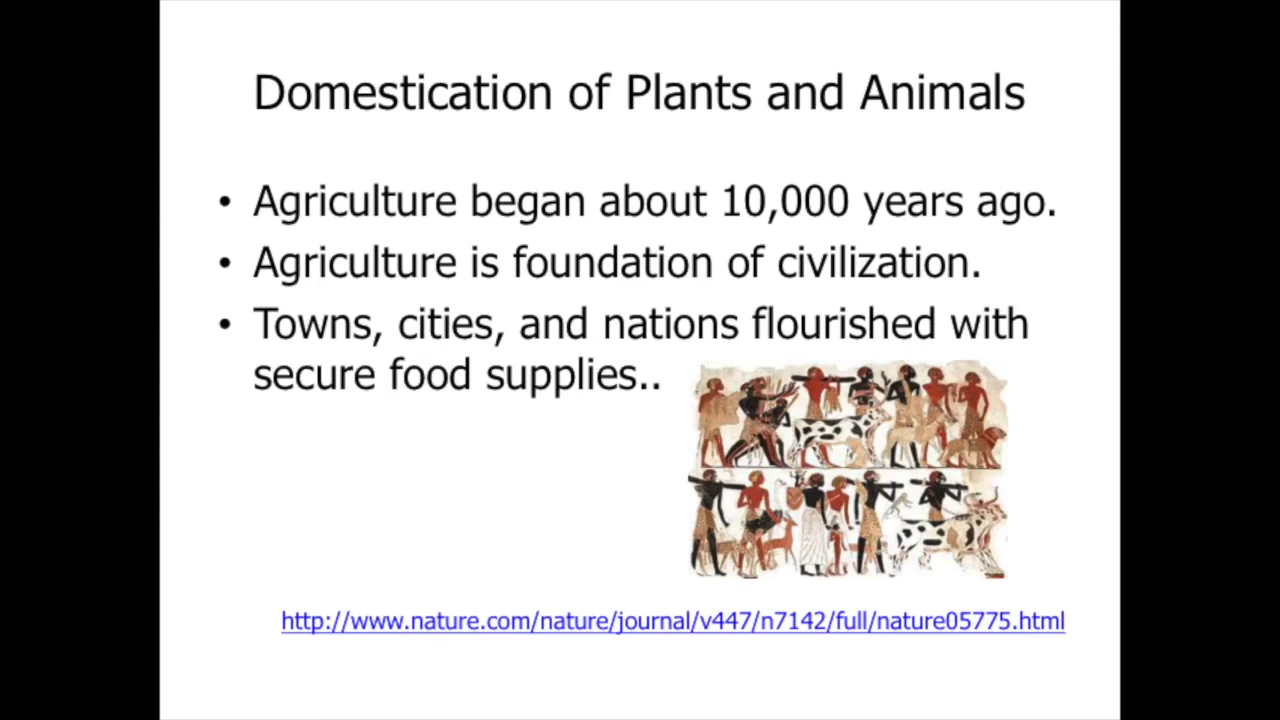 Domestication of Plants and Animals
• Agriculture began about 10,000 years ago.
• Agriculture is foundation of civilization.
• Towns, cities, and nations flourished with
secure food supplies..
http://www.nature.com/nature/journal/v447/n7142/full/nature05775.html